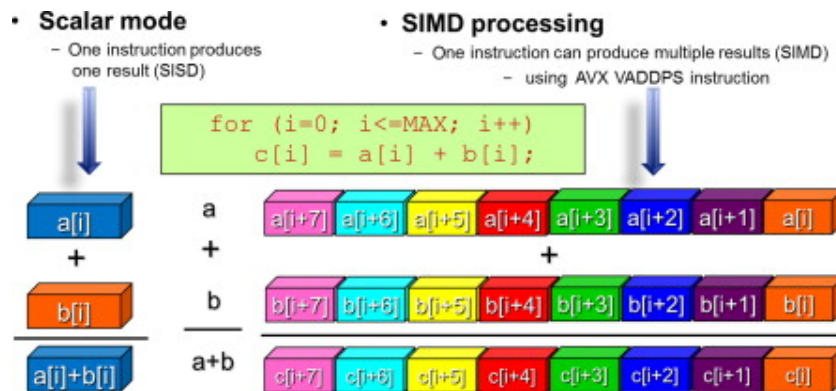 • Scalar mode
– One instruction produces
one result (SISD)
• SIMD processing
– One instruction can produce multiple results (SIMD)
– using AVX VADDPS instruction
for (i=0; i<=MAX; i++)
c[i] = a[i] + b[i];
a[i]
+
b[i]
a[i]+b[i]
a
+
b
a+b
a[i+7] a[i+6] a[i+5] a[i+4] a[i+3] a[i+2] a[i+1] a[i]
+
b[i+7] b[i+6] b[i+5] b[i+4] b[i+3] b[i+2] b[i+1] b[i]
c[i+7] c[i+6] c[i+5] c[i+4] c[i+3] c[i+2] c[i+1] c[i]